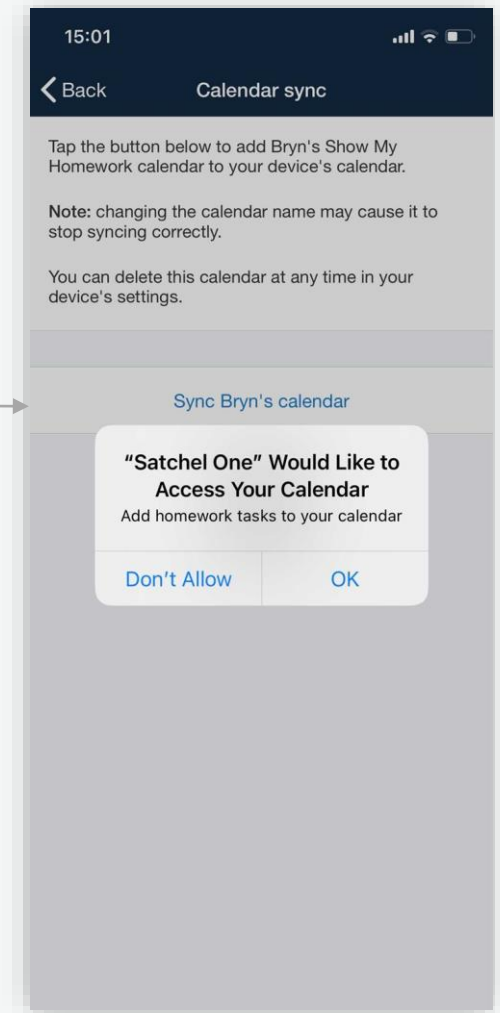 15:01
Back
Calendar sync
Tap the button below to add Bryn's Show My
Homework calendar to your device's calendar.
Note: changing the calendar name may cause it to
stop syncing correctly.
You can delete this calendar at any time in your
device's settings.
Sync Bryn's calendar
“Satchel One” Would Like to
Access Your Calendar
Add homework tasks to your calendar
Don’t Allow
OK